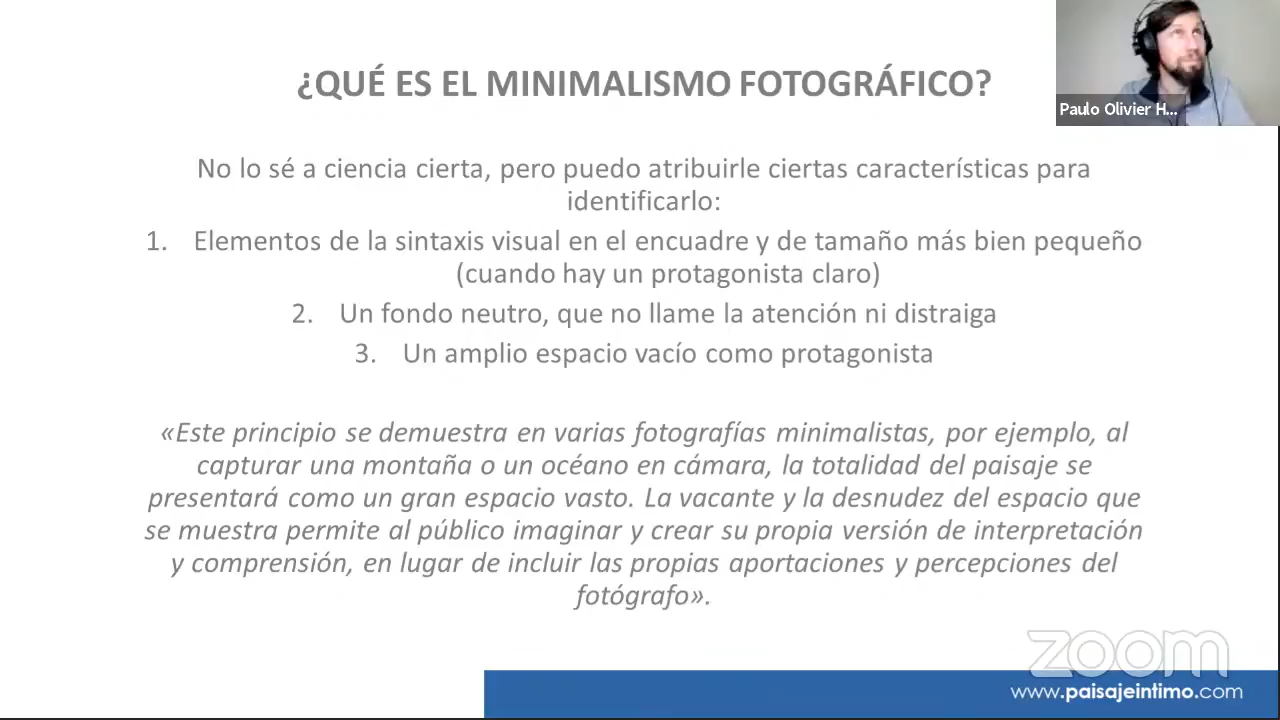 ¿QUÉ ES EL MINIMALISMO FOTOGRÁFICO?
Paulo Olivier H...
No lo sé a ciencia cierta, pero puedo atribuirle ciertas características para
identificarlo:
1. Elementos de la sintaxis visual en el encuadre y de tamaño más bien pequeño
(cuando hay un protagonista claro)
2. Un fondo neutro, que no llame la atención ni distraiga
3. Un amplio espacio vacío como protagonista
«Este principio se demuestra en varias fotografías minimalistas, por ejemplo, al
capturar una montaña o un océano en cámara, la totalidad del paisaje se
presentará como un gran espacio vasto. La vacante y la desnudez del espacio que
se muestra permite al público imaginar y crear su propia versión de interpretación
y comprensión, en lugar de incluir las propias aportaciones y percepciones del
fotógrafo».
zoom
www.paisajeintimo.com